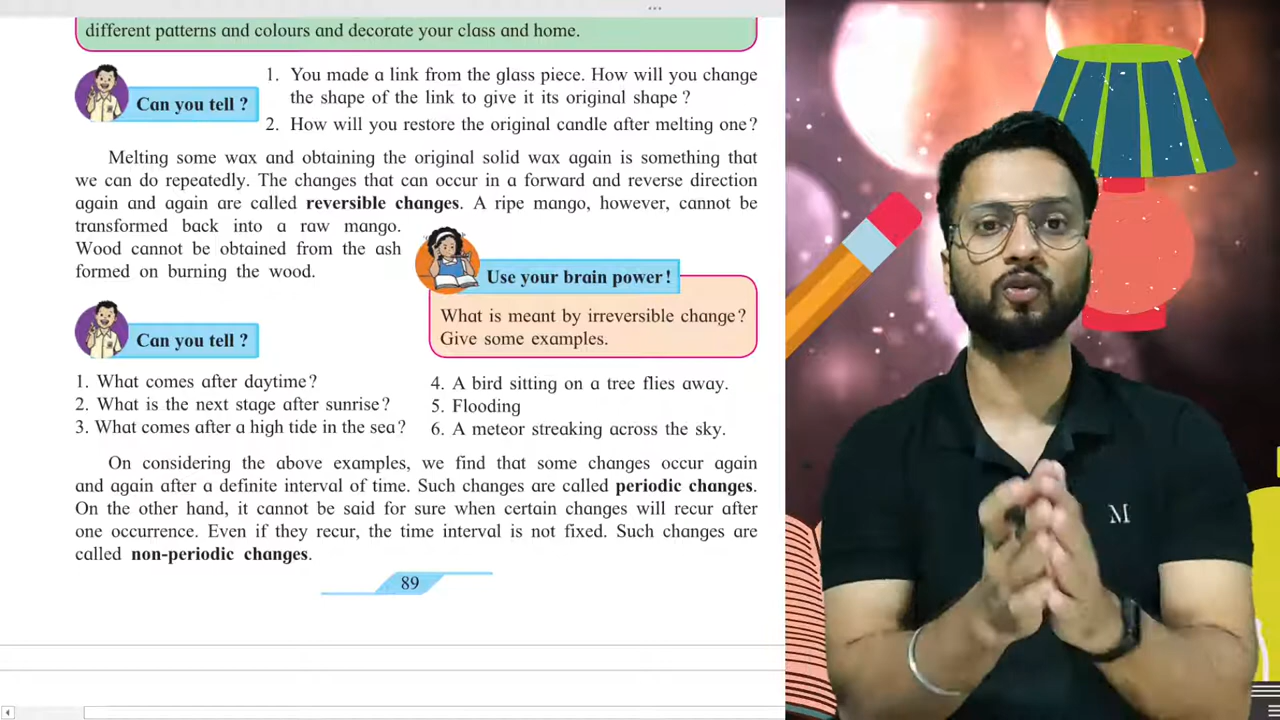 different patterns and colours and decorate your class and home.
Can you tell ?
1. You made a link from the glass piece. How will you change
the shape of the link to give it its original shape ?
2. How will you restore the original candle after melting one ?
Melting some wax and obtaining the original solid wax again is something that
we can do repeatedly. The changes that can occur in a forward and reverse direction
again and again are called reversible changes. A ripe mango, however, cannot be
transformed back into a raw mango.
Wood cannot be obtained from the ash
formed on burning the wood.
Use your brain power !
What is meant by irreversible change ?
Give some examples.
Can you tell ?
1. What comes after daytime ?
2. What is the next stage after sunrise ?
3. What comes after a high tide in the sea ?
4. A bird sitting on a tree flies away.
5. Flooding
6. A meteor streaking across the sky.
On considering the above examples, we find that some changes occur again
and again after a definite interval of time. Such changes are called periodic changes.
On the other hand, it cannot be said for sure when certain changes will recur after
one occurrence. Even if they recur, the time interval is not fixed. Such changes are
called non-periodic changes.
89
M